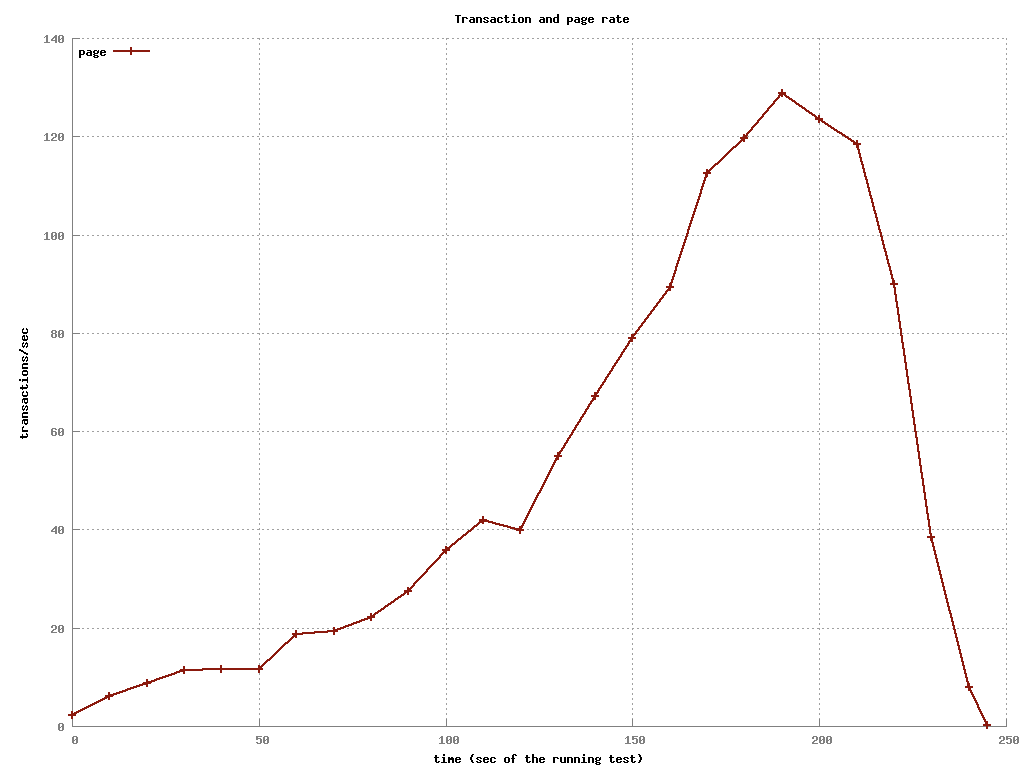 Transaction and page rate
page
140
120
100
80
60
40
20
0
transactions/sec
0 50 100 150 200 250
time (sec of the running test)